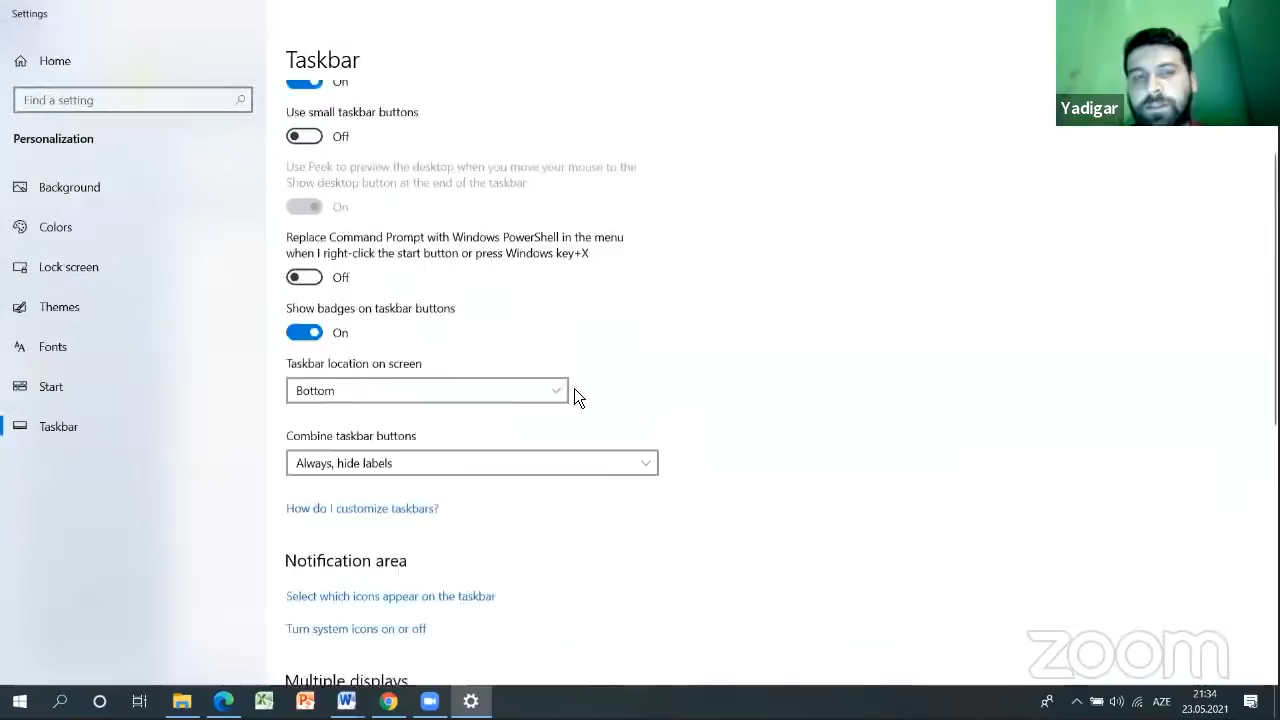 Settings
Home
Find a setting
Personalization
Background
Colors
Lock screen
Themes
Fonts
Start
Taskbar
Taskbar
On
Use small taskbar buttons
Off
Use Peek to preview the desktop when you move your mouse to the
Show desktop button at the end of the taskbar
On
Replace Command Prompt with Windows PowerShell in the menu
when I right-click the start button or press Windows key+X
Off
Show badges on taskbar buttons
On
Taskbar location on screen
Bottom
Combine taskbar buttons
Always, hide labels
How do I customize taskbars?
Notification area
Select which icons appear on the taskbar
Turn system icons on or off
Multiple displays
Yadigar
zoom
AZE
21:34
23.05.2021